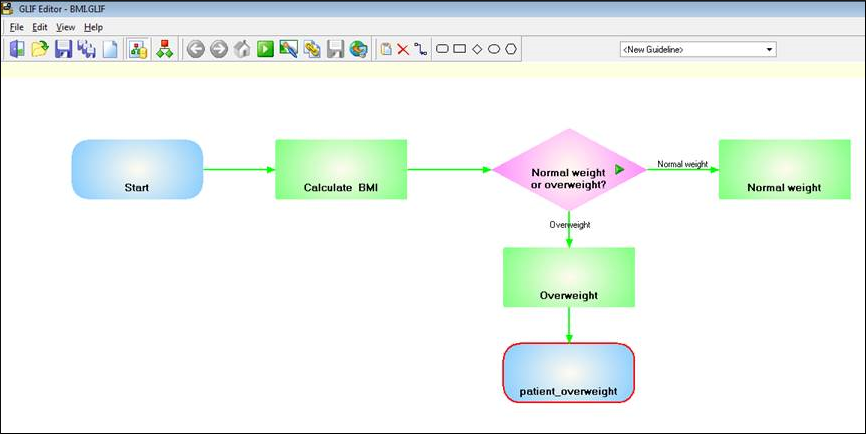 GLIF Editor - BMI.GLIF
File Edit View Help
<New Guideline>
Start
Calculate BMI
Normal weight
or overweight?
Normal weight
Normal weight
Overweight
Overweight
patient_overweight